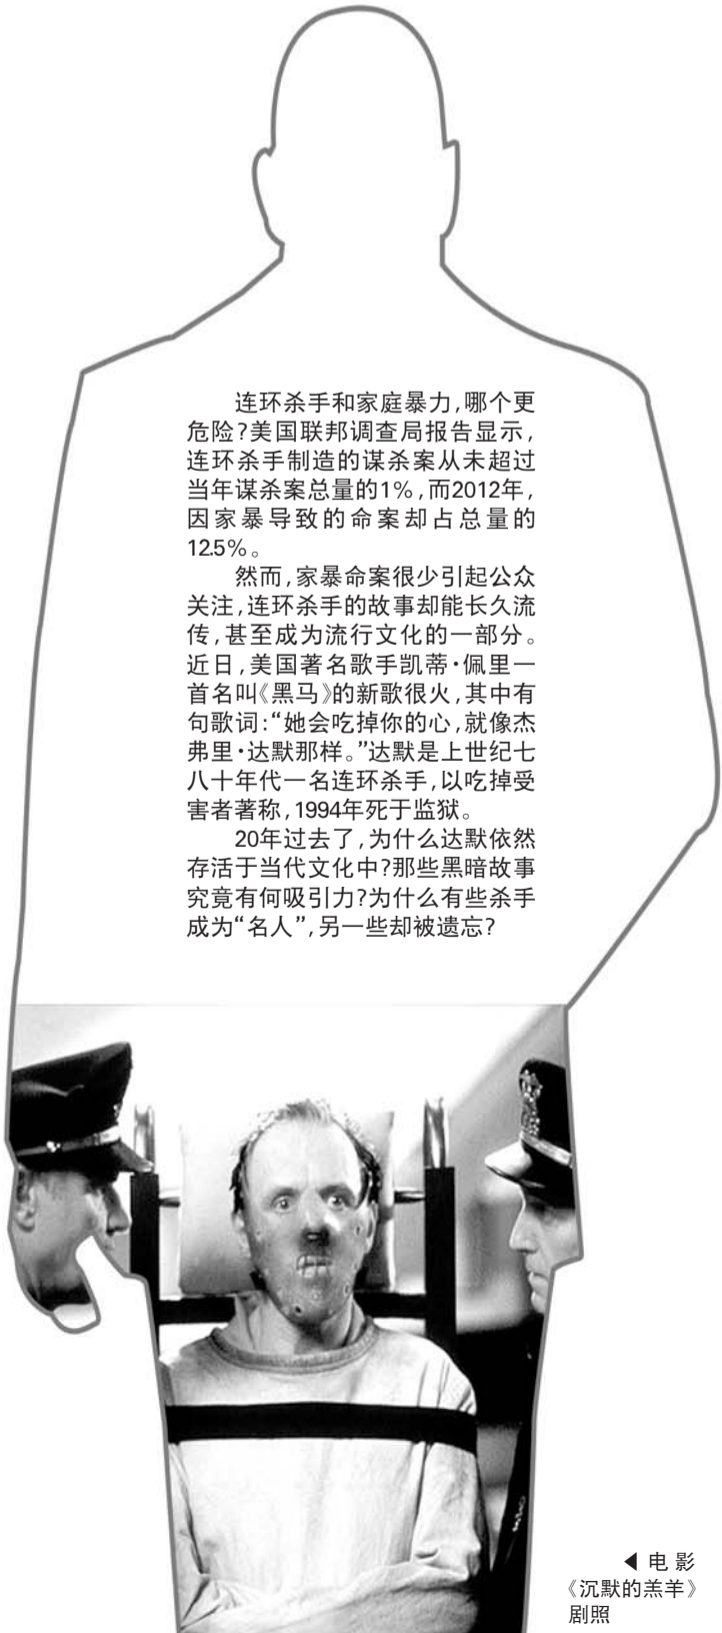 连环杀手和家庭暴力,哪个更
危险?美国联邦调查局报告显示,
连环杀手制造的谋杀案从未超过
当年谋杀案总量的1%,而2012年,
因家暴导致的命案却占总量的
12.5%。
然而,家暴命案很少引起公众
关注,连环杀手的故事却能长久流
传,甚至成为流行文化的一部分。
近日,美国著名歌手凯蒂·佩里一
首名叫《黑马》的新歌很火,其中有
句歌词:“她会吃掉你的心,就像杰
弗里·达默那样。”达默是上世纪七
八十年代一名连环杀手,以吃掉受
害者著称,1994年死于监狱。
20年过去了,为什么达默依然
存活于当代文化中?那些黑暗故事
究竟有何吸引力?为什么有些杀手
成为“名人”,另一些却被遗忘?
◀ 电影
《沉默的羔羊》
剧照